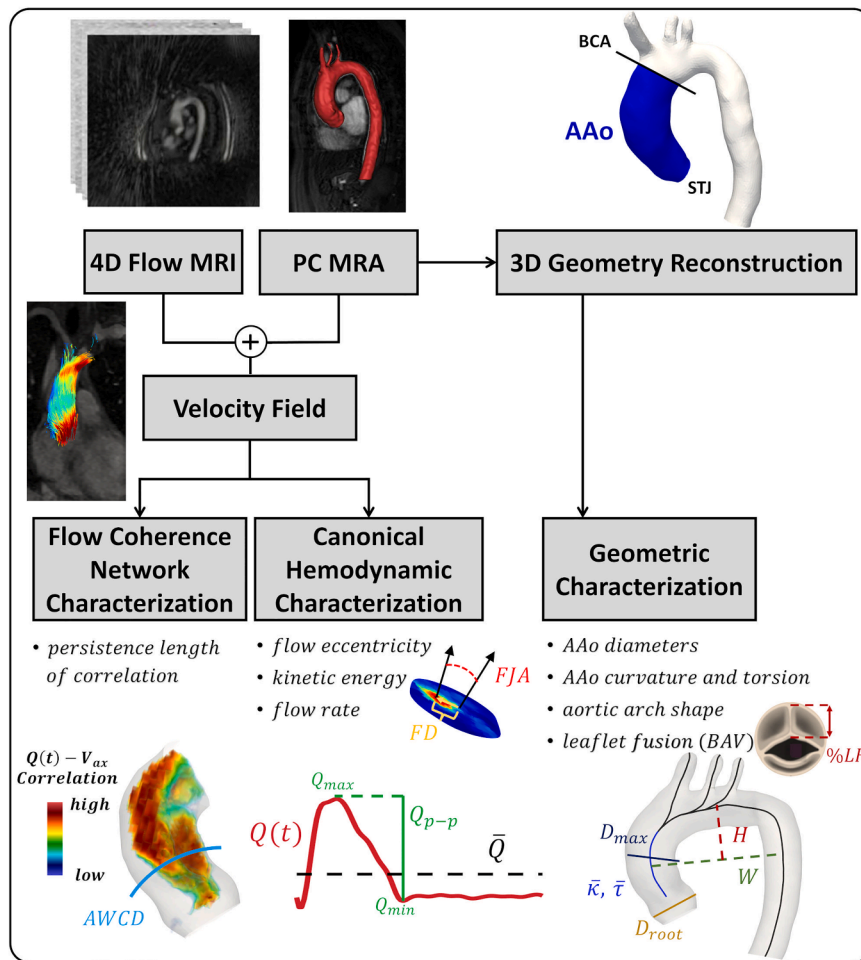 BCA
AAo
STJ
4D Flow MRI
PC MRA
3D Geometry Reconstruction
+
Velocity Field
Flow Coherence
Network
Characterization
Canonical
Hemodynamic
Characterization
Geometric
Characterization
• persistence length
of correlation
• flow eccentricity
• kinetic energy
• flow rate
FJA
FD
• AAo diameters
• AAo curvature and torsion
• aortic arch shape
• leaflet fusion (BAV)
%LF
Q(t) − V_ax
Correlation
high
low
AWCD
Q(t)
Q_max
Q_p−p
Q̄
Q_min
D_max
H
W
κ̄, τ̄
D_root